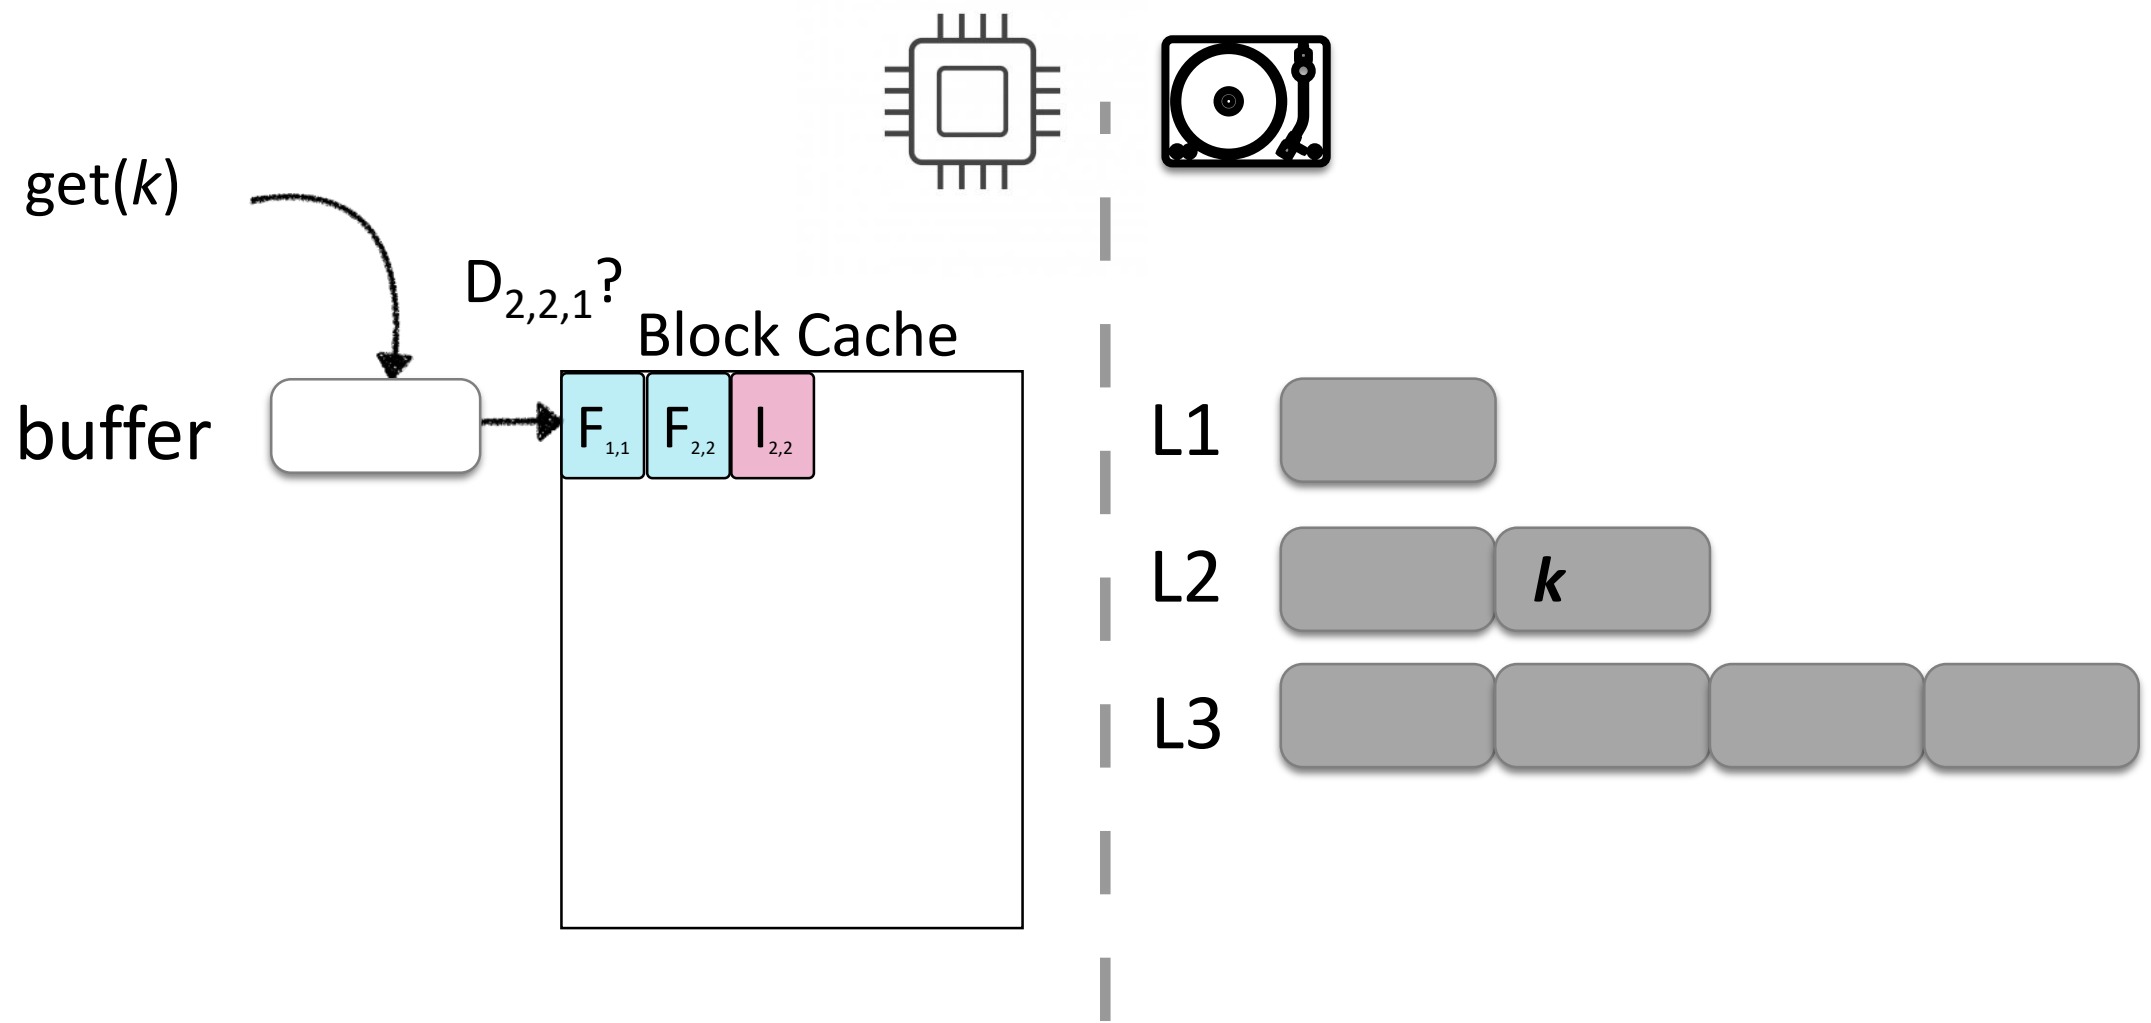 get(k)
D2,2,1?
Block Cache
buffer
F1,1
F2,2
I2,2
L1
L2
k
L3